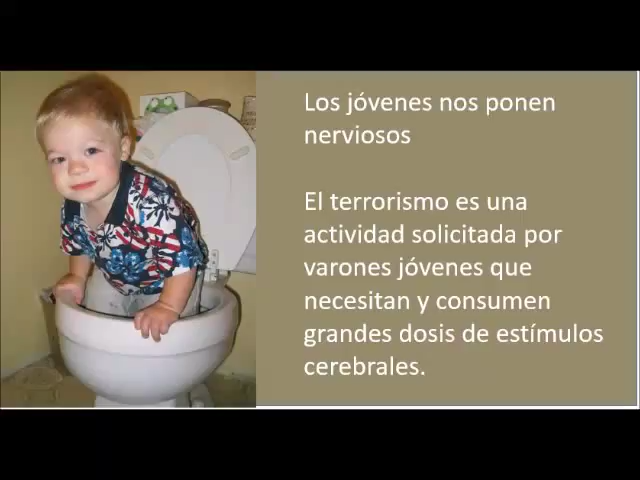 Los jóvenes nos ponen
nerviosos
El terrorismo es una
actividad solicitada por
varones jóvenes que
necesitan y consumen
grandes dosis de estímulos
cerebrales.